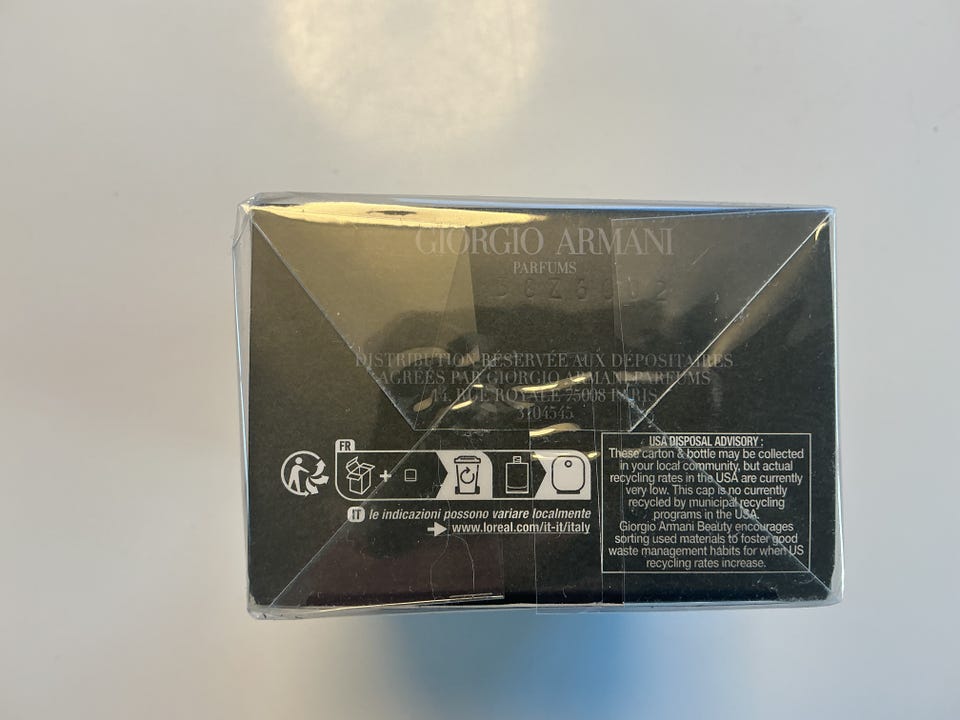 GIORGIO ARMANI
PARFUMS
DISTRIBUTION RÉSERVÉE AUX DÉPOSITAIRES
AGRÉES PAR GIORGIO ARMANI PARFUMS
14, RUE ROYALE 75008 PARIS
3104545
FR
+
IT le indicazioni possono variare localmente
www.loreal.com/it-it/italy
USA DISPOSAL ADVISORY :
These carton & bottle may be collected
in your local community, but actual
recycling rates in the USA are currently
very low. This cap is no currently
recycled by municipal recycling
programs in the USA.
Giorgio Armani Beauty encourages
sorting used materials to foster good
waste management habits for when US
recycling rates increase.